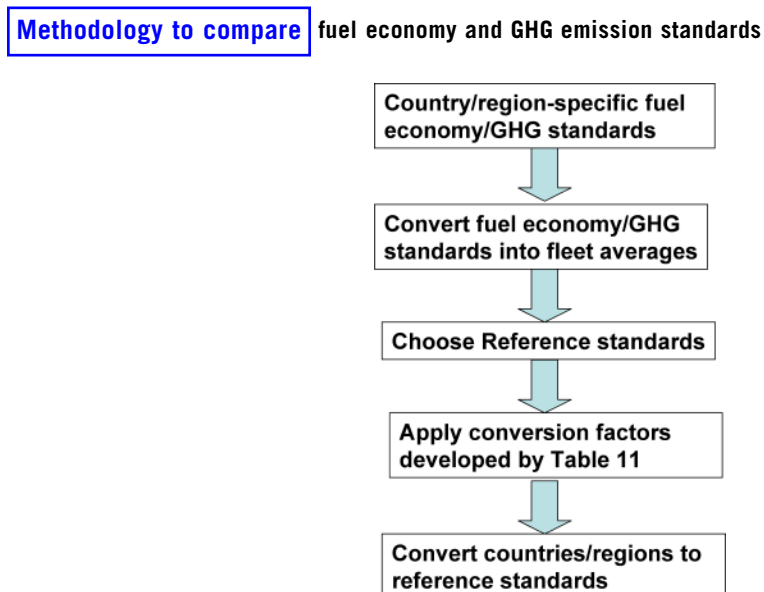 Methodology to compare fuel economy and GHG emission standards
Country/region-specific fuel
economy/GHG standards
Convert fuel economy/GHG
standards into fleet averages
Choose Reference standards
Apply conversion factors
developed by Table 11
Convert countries/regions to
reference standards